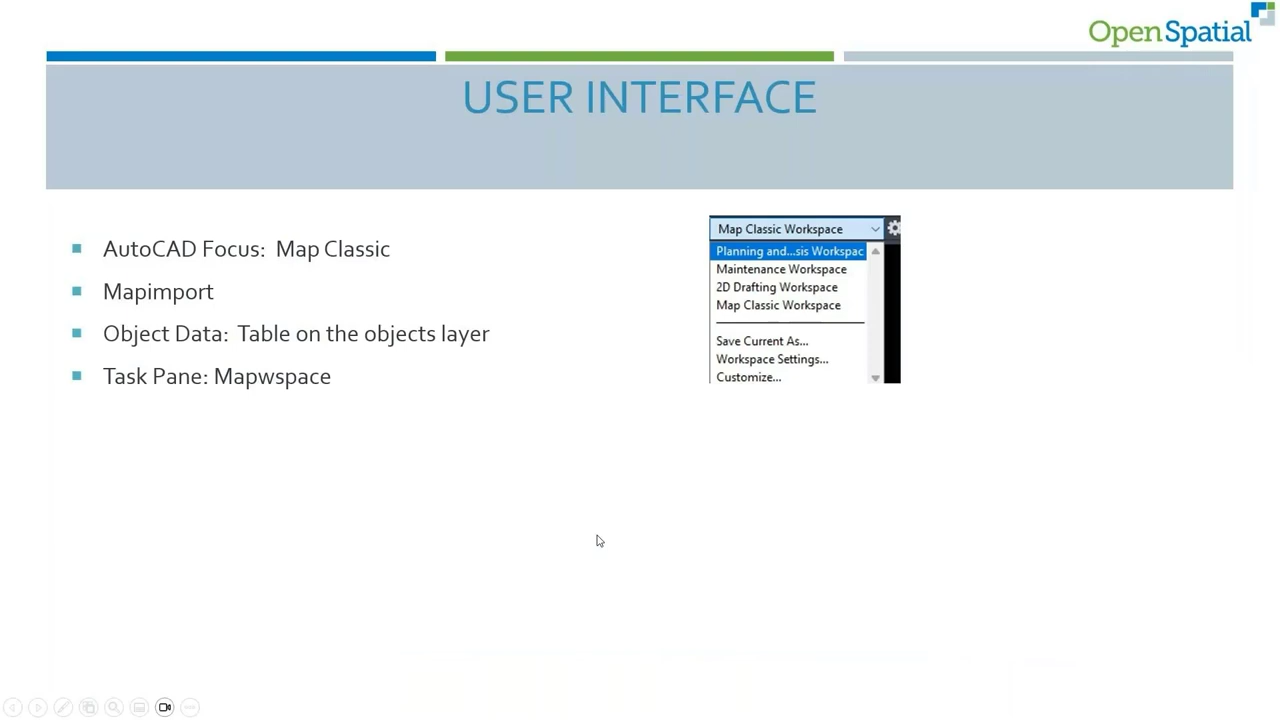 Open Spatial
USER INTERFACE
AutoCAD Focus: Map Classic
Mapimport
Object Data: Table on the objects layer
Task Pane: Mapwspace
Map Classic Workspace
Planning and...sis Workspac
Maintenance Workspace
2D Drafting Workspace
Map Classic Workspace
Save Current As...
Workspace Settings...
Customize...